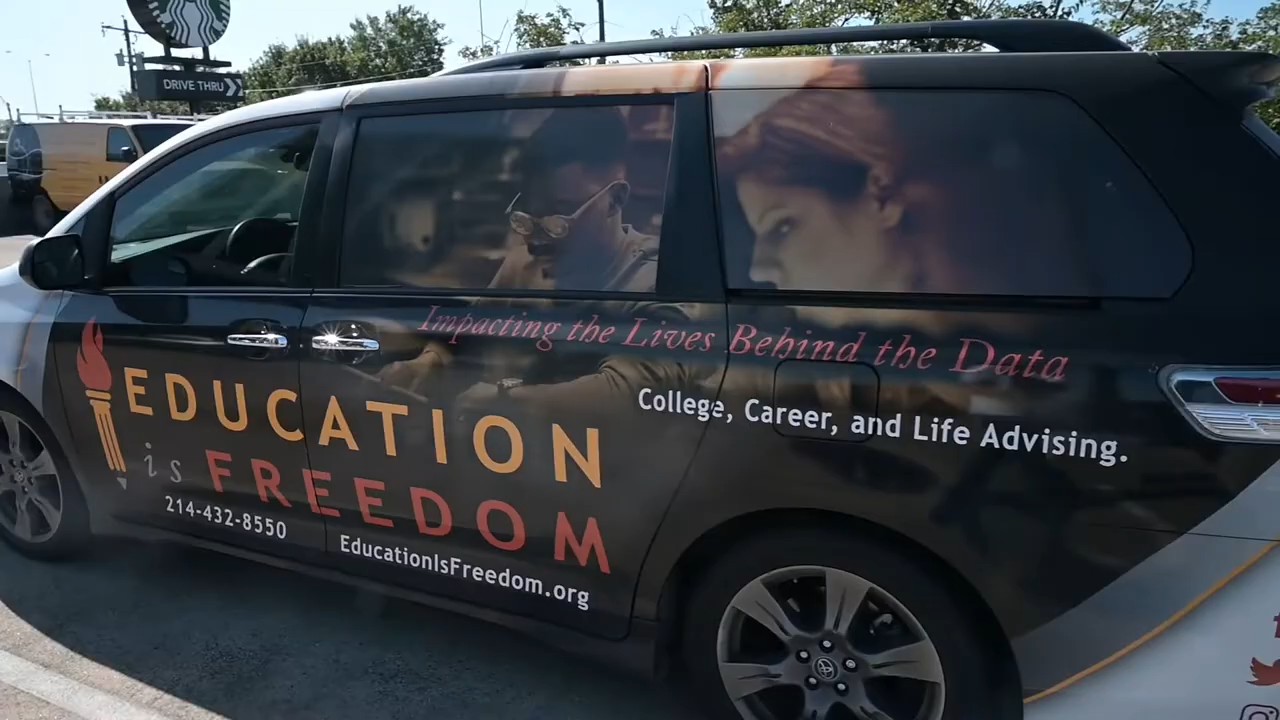 DRIVE THRU
Impacting the Lives Behind the Data
College, Career, and Life Advising.
EDUCATION
is FREEDOM
214-432-8550
EducationIsFreedom.org